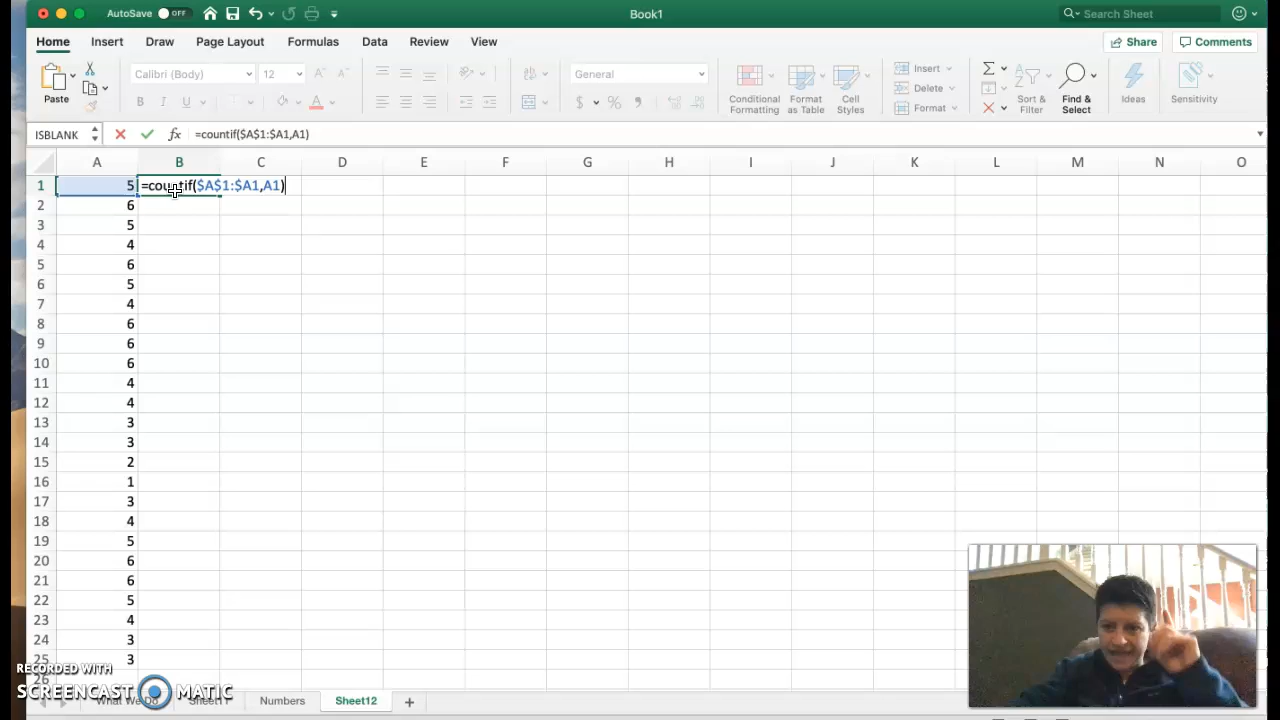 AutoSave OFF
Book1
Search Sheet
Home Insert Draw Page Layout Formulas Data Review View
Share Comments
Paste
Calibri (Body) 12
B I U A
General
$ % ,
Conditional Formatting
Format as Table
Cell Styles
Insert
Delete
Format
Sort & Filter
Find & Select
Ideas
Sensitivity
ISBLANK fx =countif($A$1:$A1,A1)
A B C D E F G H I J K L M N O
1 5 =countif($A$1:$A1,A1)
2 6
3 5
4 4
5 6
6 5
7 4
8 6
9 6
10 6
11 4
12 4
13 3
14 3
15 2
16 1
17 3
18 4
19 5
20 6
21 6
22 5
23 4
24 3
25 3
26
RECORDED WITH
SCREENCAST MATIC
What We Do Sheet11 Numbers Sheet12 +